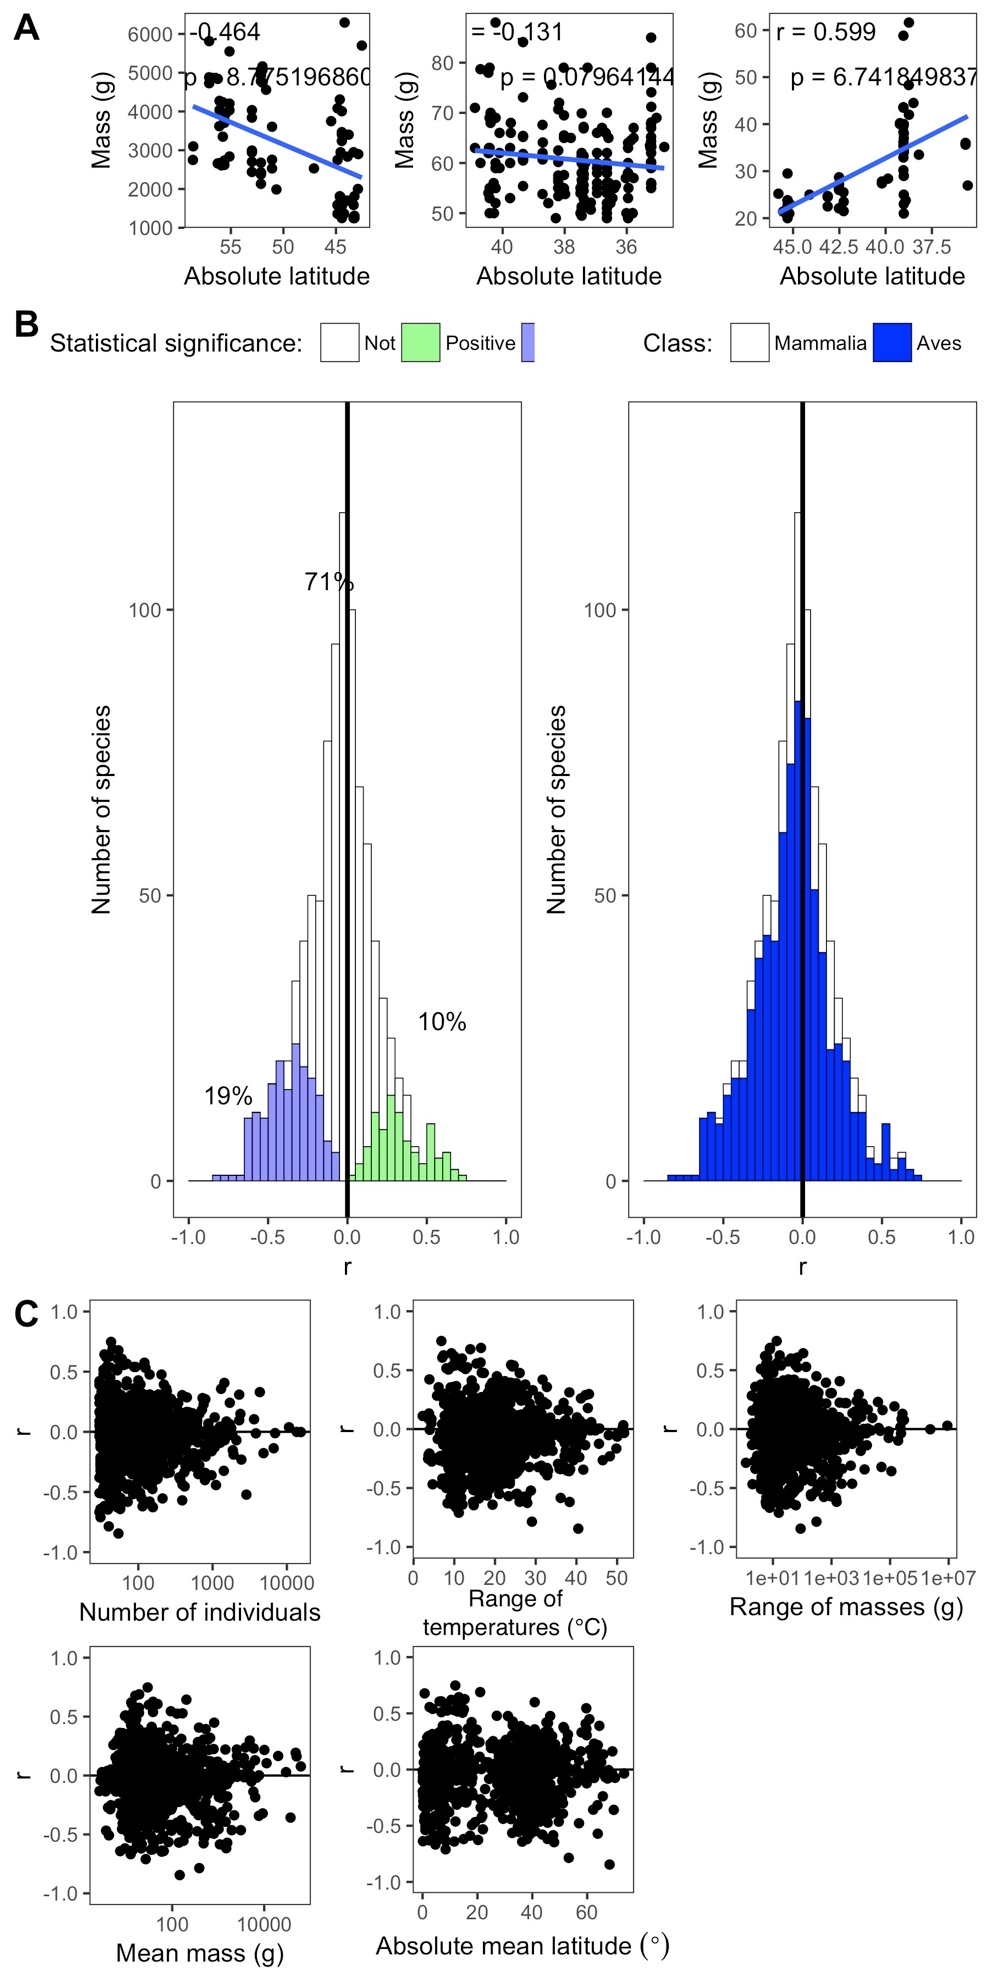 A
-0.464
p = 8.775196860
6000
5000
4000
3000
2000
1000
Mass (g)
55 50 45
Absolute latitude
= -0.131
p = 0.07964144
80
70
60
50
Mass (g)
40 38 36
Absolute latitude
r = 0.599
p = 6.741849837
60
50
40
30
20
Mass (g)
45.0 42.5 40.0 37.5
Absolute latitude
B
Statistical significance: Not Positive
Class: Mammalia Aves
71%
10%
19%
100
50
0
Number of species
-1.0 -0.5 0.0 0.5 1.0
r
100
50
0
Number of species
-1.0 -0.5 0.0 0.5 1.0
r
C
1.0
0.5
0.0
-0.5
-1.0
r
100 1000 10000
Number of individuals
1.0
0.5
0.0
-0.5
-1.0
r
0 10 20 30 40 50
Range of
temperatures (°C)
1.0
0.5
0.0
-0.5
-1.0
r
1e+01 1e+03 1e+05 1e+07
Range of masses (g)
1.0
0.5
0.0
-0.5
-1.0
r
100 10000
Mean mass (g)
1.0
0.5
0.0
-0.5
-1.0
r
0 20 40 60
Absolute mean latitude (°)